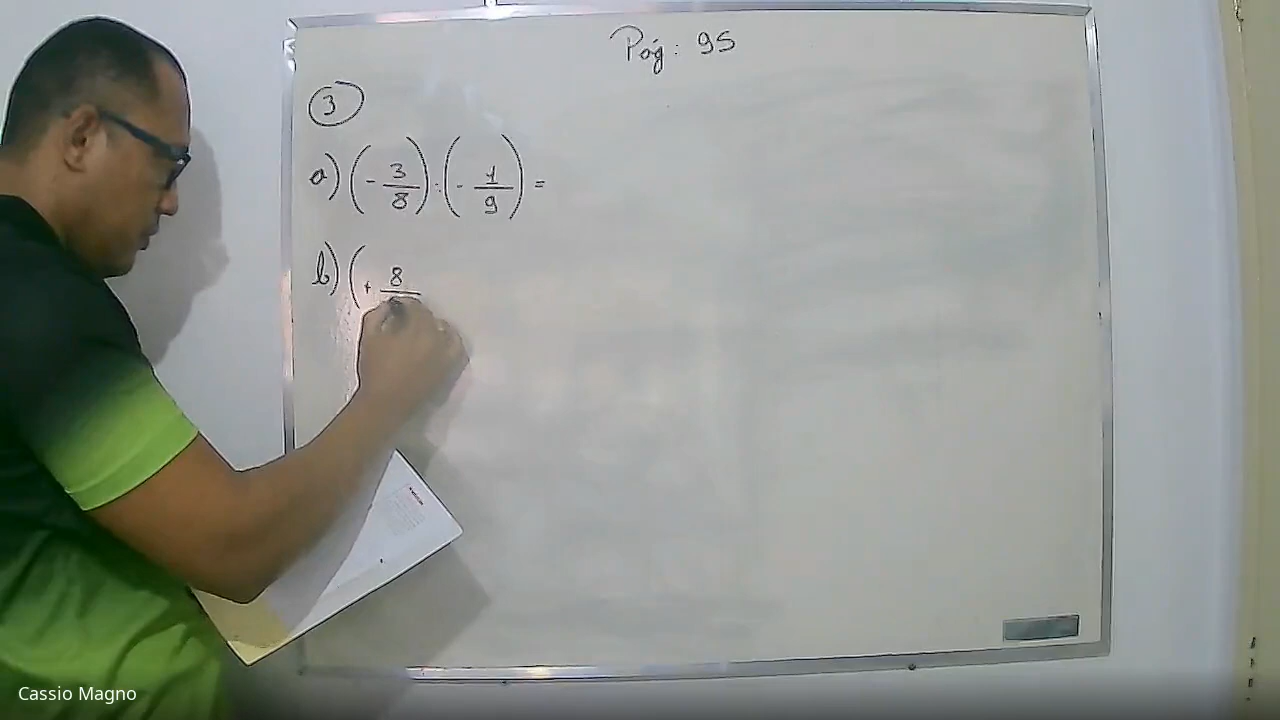 Pág: 95
3
a) (- 3/8) : (- 1/9) =
b) (+ 8/
Cassio Magno